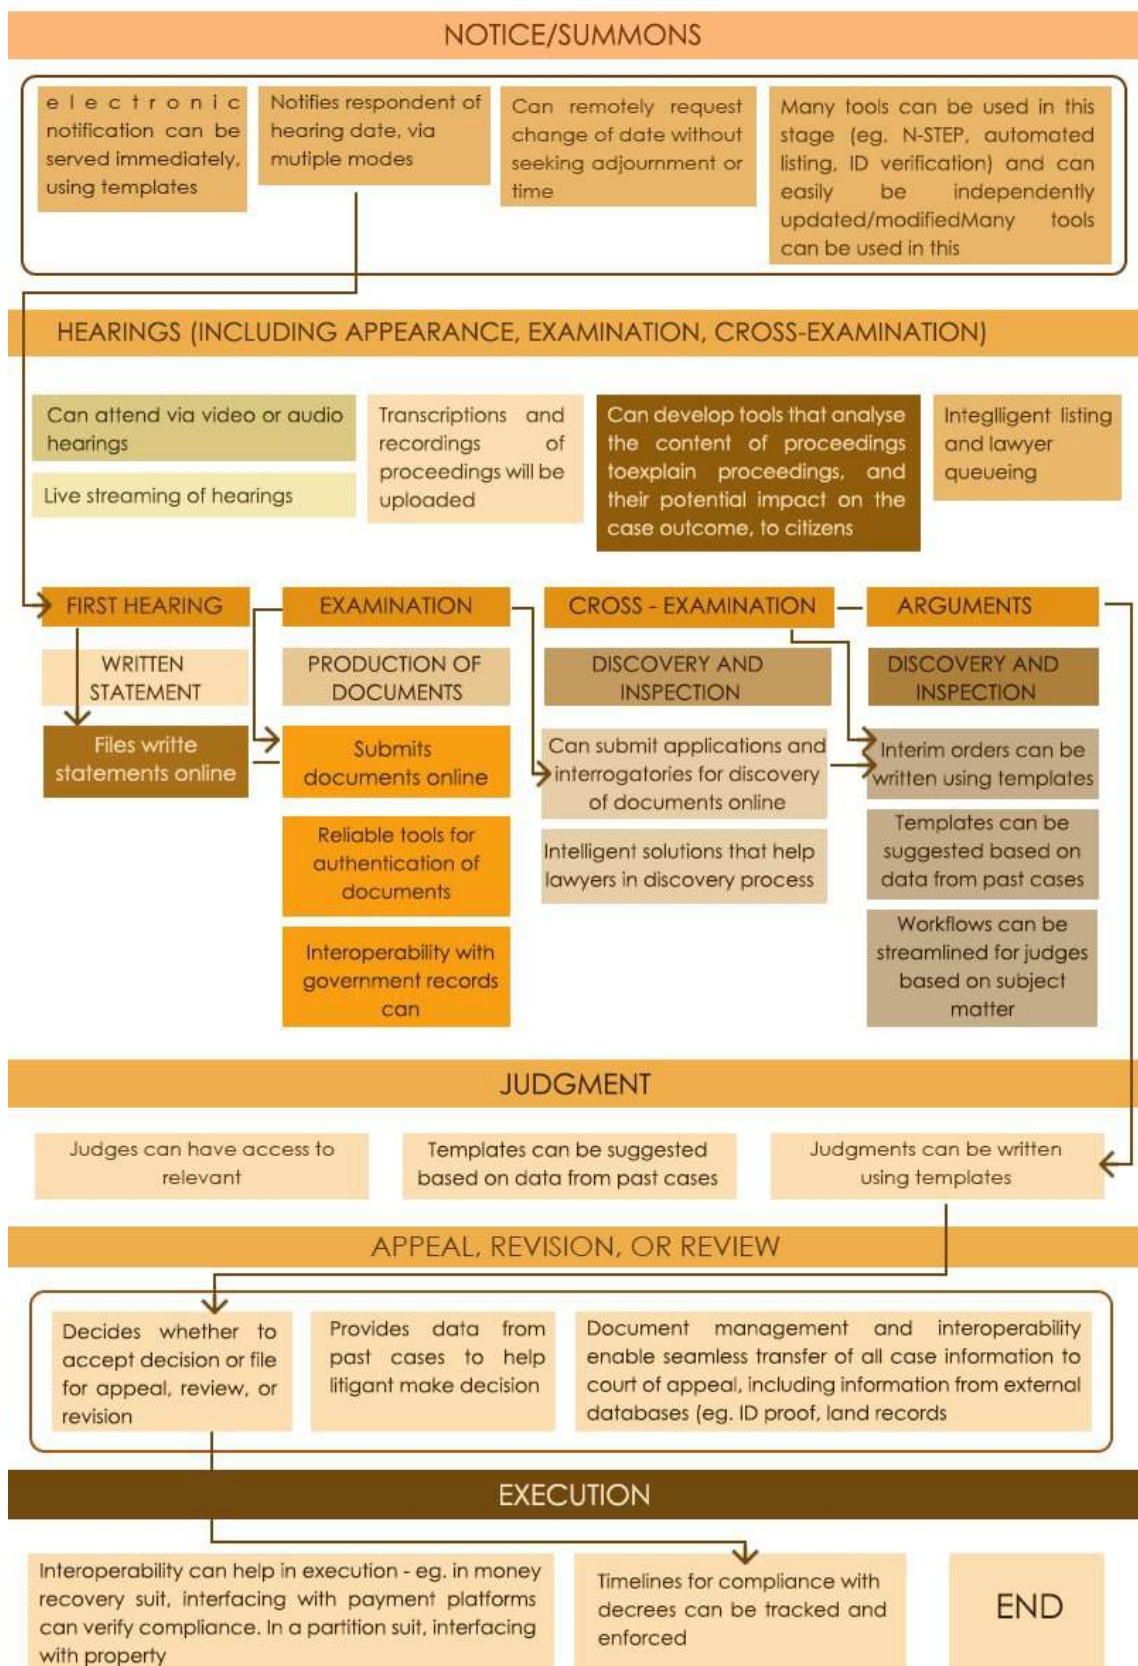 NOTICE/SUMMONS
electronic
notification can be
served immediately,
using templates
Notifies respondent of
hearing date, via
mutiple modes
Can remotely request
change of date without
seeking adjournment or
time
Many tools can be used in this
stage (eg. N-STEP, automated
listing, ID verification) and can
easily be independently
updated/modifiedMany tools
can be used in this
HEARINGS (INCLUDING APPEARANCE, EXAMINATION, CROSS-EXAMINATION)
Can attend via video or audio
hearings
Live streaming of hearings
Transcriptions and
recordings of
proceedings will be
uploaded
Can develop tools that analyse
the content of proceedings
toexplain proceedings, and
their potential impact on the
case outcome, to citizens
Integlligent listing
and lawyer
queueing
FIRST HEARING
WRITTEN
STATEMENT
Files writte
statements online
EXAMINATION
PRODUCTION OF
DOCUMENTS
Submits
documents online
Reliable tools for
authentication of
documents
Interoperability with
government records
can
CROSS - EXAMINATION
DISCOVERY AND
INSPECTION
Can submit applications and
interrogatories for discovery
of documents online
Intelligent solutions that help
lawyers in discovery process
ARGUMENTS
DISCOVERY AND
INSPECTION
Interim orders can be
written using templates
Templates can be
suggested based on
data from past cases
Workflows can be
streamlined for judges
based on subject
matter
JUDGMENT
Judges can have access to
relevant
Templates can be suggested
based on data from past cases
Judgments can be written
using templates
APPEAL, REVISION, OR REVIEW
Decides whether to
accept decision or file
for appeal, review, or
revision
Provides data from
past cases to help
litigant make decision
Document management and interoperability
enable seamless transfer of all case information to
court of appeal, including information from external
databases (eg. ID proof, land records
EXECUTION
Interoperability can help in execution - eg. in money
recovery suit, interfacing with payment platforms
can verify compliance. In a partition suit, interfacing
with property
Timelines for compliance with
decrees can be tracked and
enforced
END